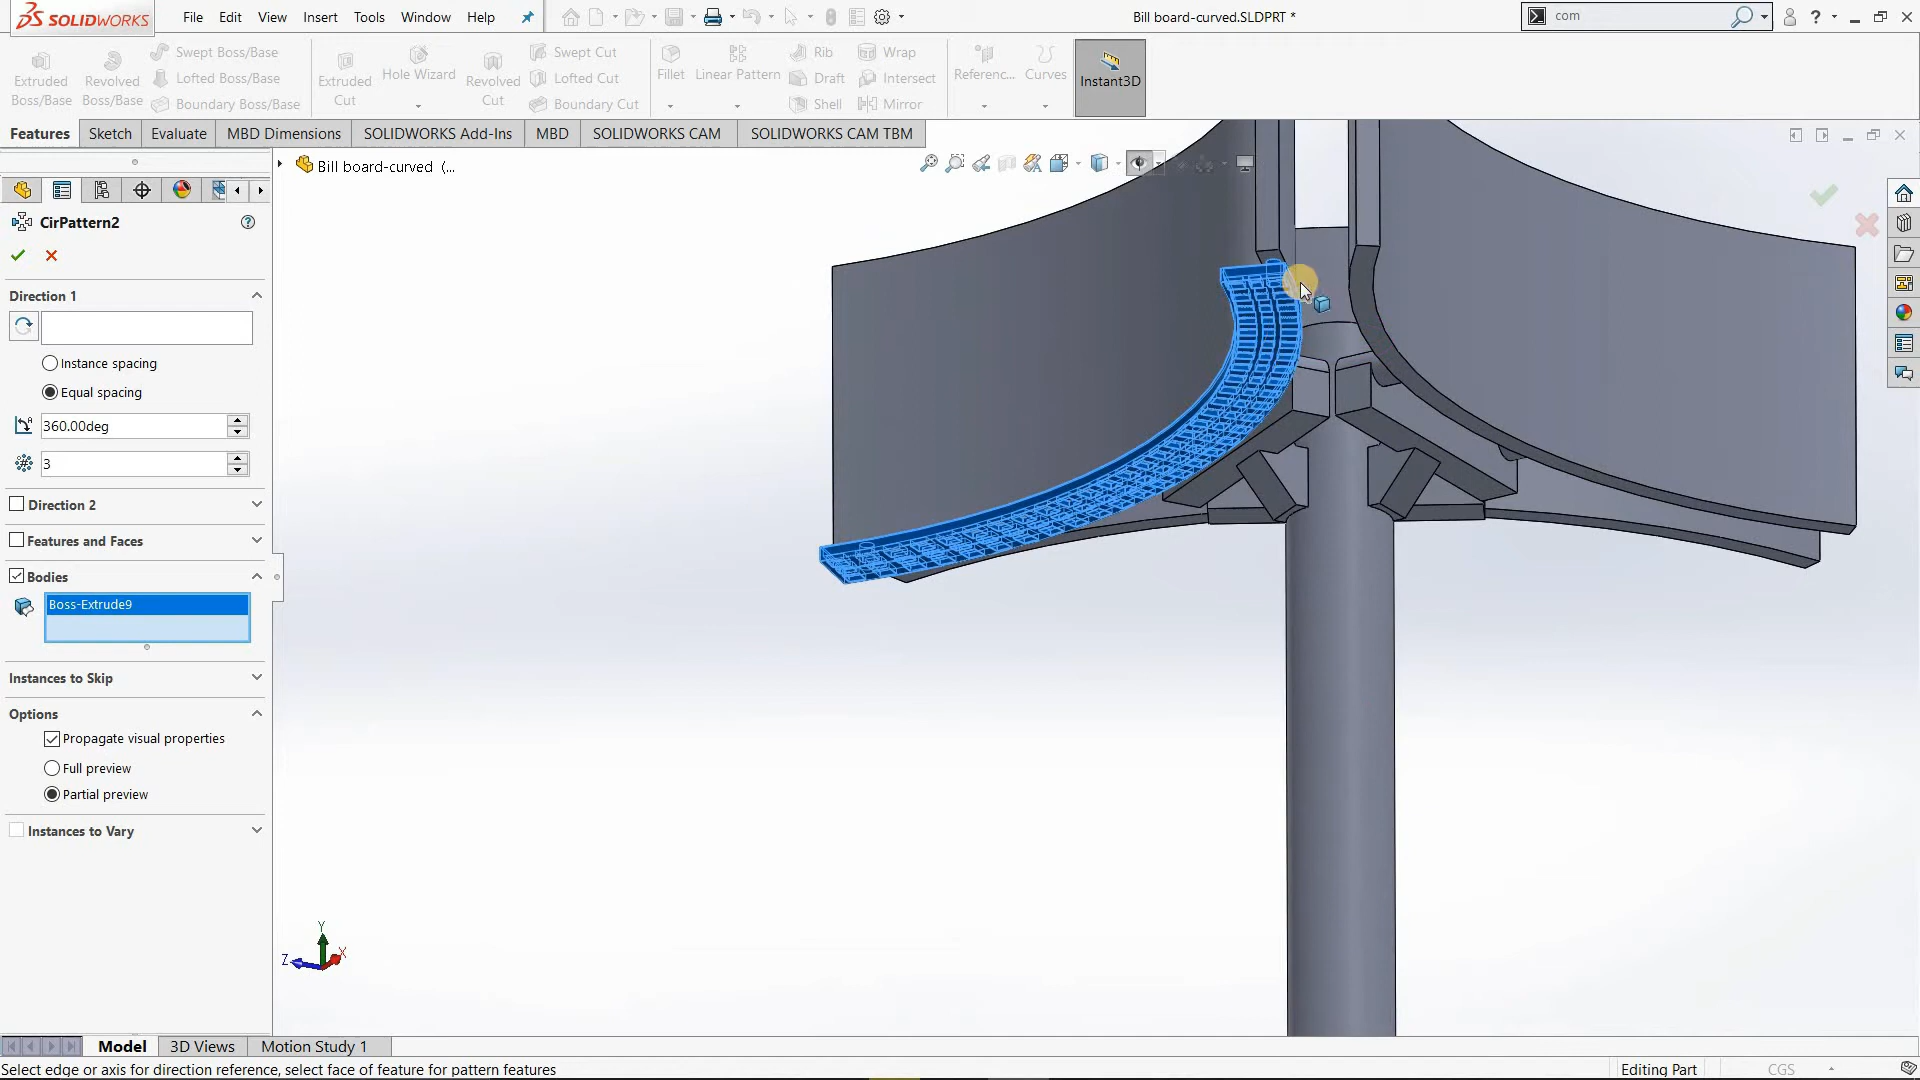 SOLIDWORKS File Edit View Insert Tools Window Help Bill board-curved.SLDPRT * com ?
Extruded Boss/Base
Revolved Boss/Base
Swept Boss/Base
Lofted Boss/Base
Boundary Boss/Base
Extruded Cut
Hole Wizard
Revolved Cut
Swept Cut
Lofted Cut
Boundary Cut
Fillet
Linear Pattern
Rib
Draft
Shell
Wrap
Intersect
Mirror
Referenc...
Curves
Instant3D
Features Sketch Evaluate MBD Dimensions SOLIDWORKS Add-Ins MBD SOLIDWORKS CAM SOLIDWORKS CAM TBM
Bill board-curved (...
CirPattern2
Direction 1
Instance spacing
Equal spacing
360.00deg
3
Direction 2
Features and Faces
Bodies
Boss-Extrude9
Instances to Skip
Options
Propagate visual properties
Full preview
Partial preview
Instances to Vary
Y
Z X
Model 3D Views Motion Study 1
Select edge or axis for direction reference, select face of feature for pattern features Editing Part CGS